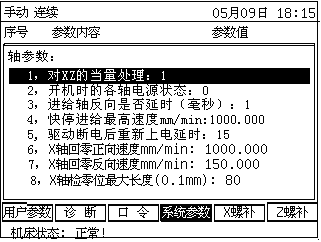 手动 连续 05月09日 18:15
序号 参数内容 参数值
轴参数:
1, 对XZ的当量处理: 1
2, 开机时的各轴电源状态: 0
3, 进给轴反向是否延时(毫秒): 1
4, 快停进给最高速度mm/min:1000.000
5, 驱动断电后重新上电延时: 15
6, X轴回零正向速度mm/min: 1000.000
7, X轴回零反向速度mm/min: 150.000
8, X轴检零位最大长度(0.1mm): 80
用户参数 诊 断 口 令 系统参数 X螺补 Z螺补
机床状态: 正常!